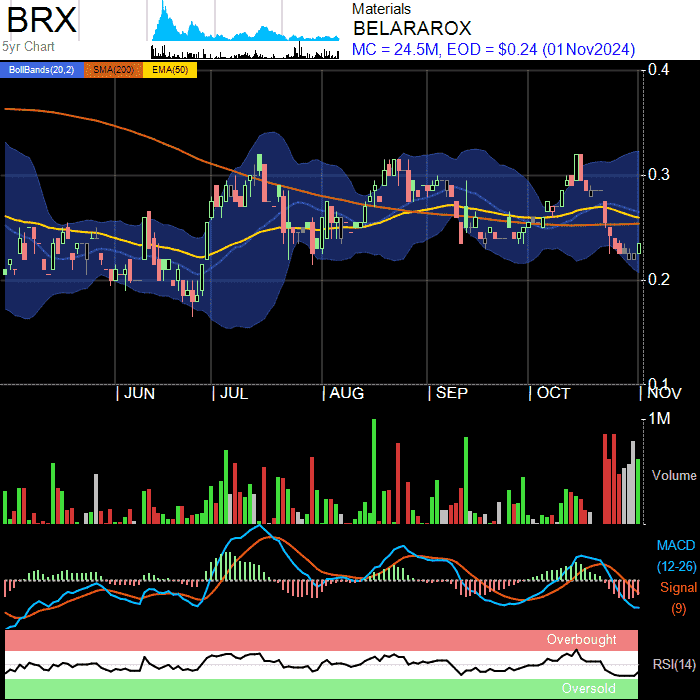 BRX
5yr Chart
Materials
BELARAROX
MC = 24.5M, EOD = $0.24 (01Nov2024)
BollBands(20,2) SMA(200) EMA(50)
0.4
0.3
0.2
0.1
| JUN | JUL | AUG | SEP | OCT | NOV
1M
Volume
MACD
(12-26)
Signal
(9)
Overbought
RSI(14)
Oversold